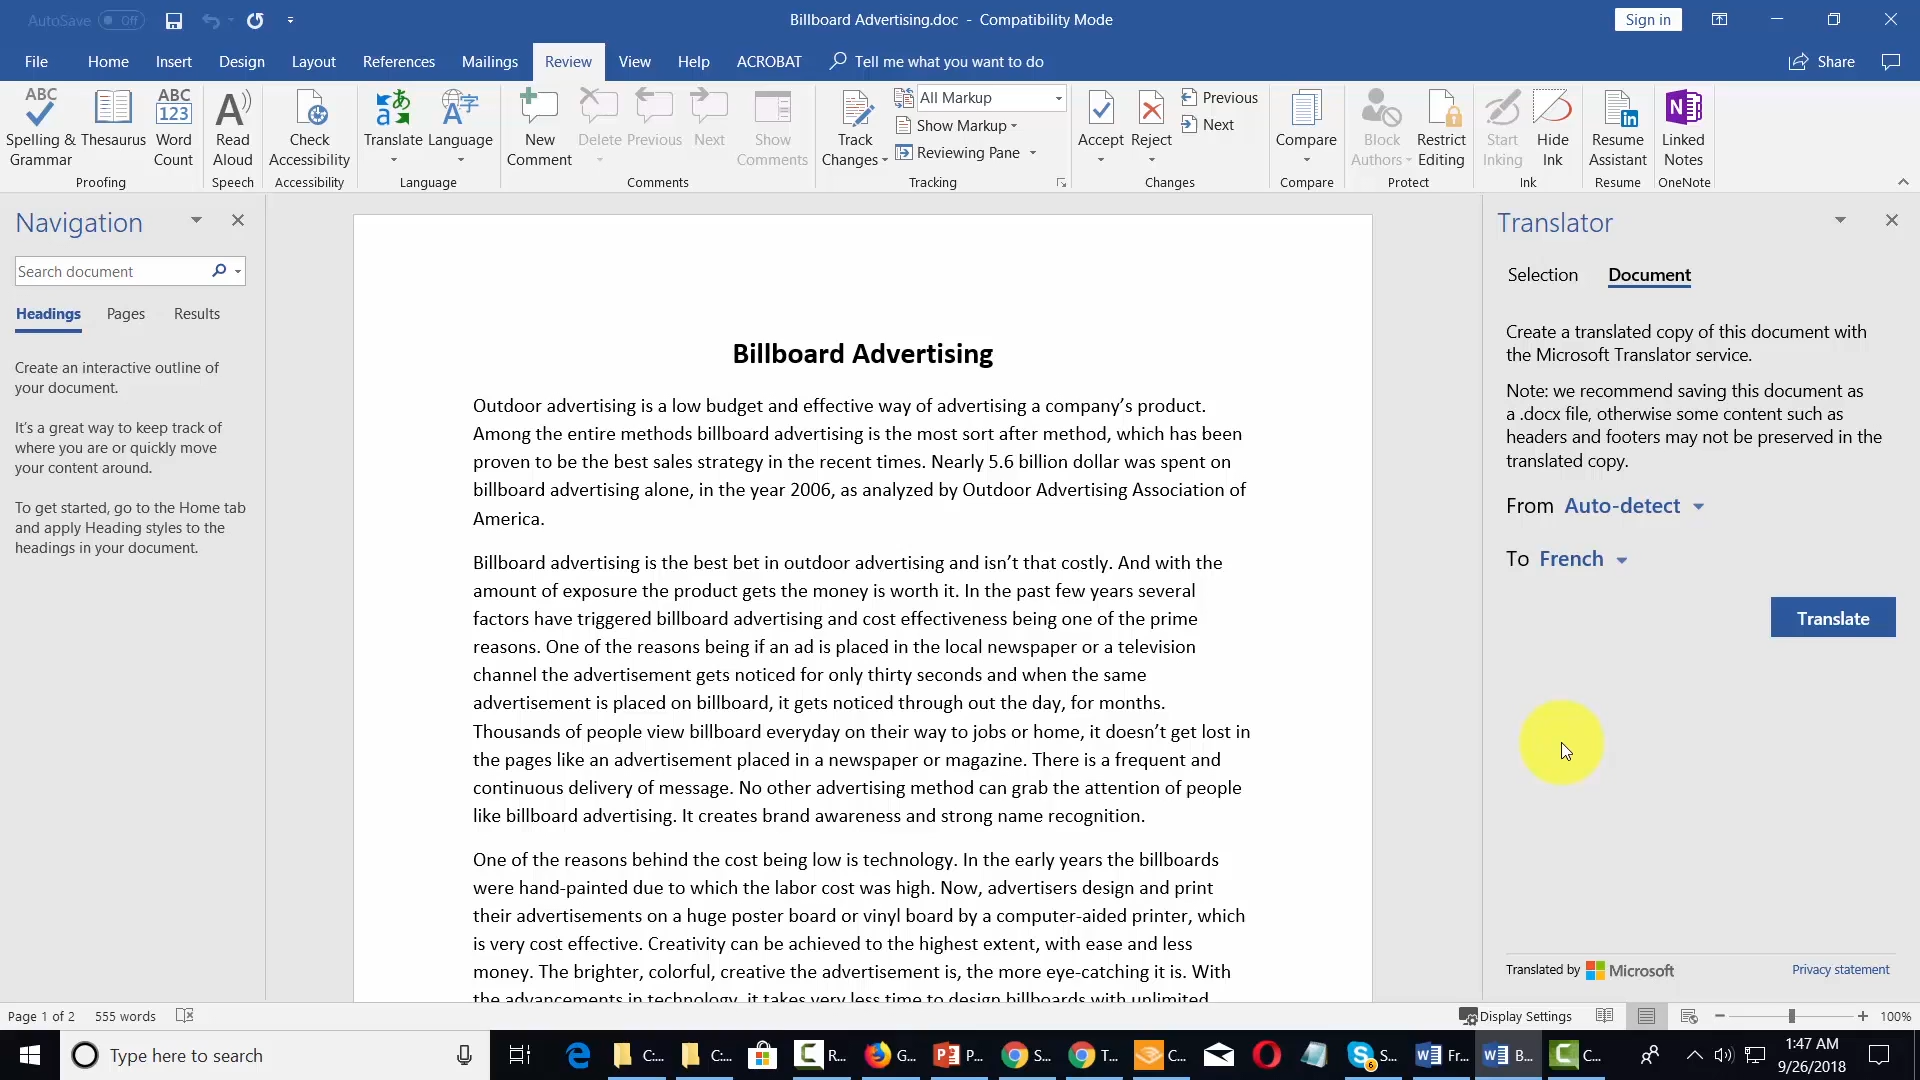 AutoSave Off
Billboard Advertising.doc - Compatibility Mode
Sign in
File Home Insert Design Layout References Mailings Review View Help ACROBAT Tell me what you want to do
Share
ABC Spelling & Grammar
Thesaurus
ABC 123 Word Count
Proofing
Read Aloud
Speech
Check Accessibility
Accessibility
Translate
Language
Language
New Comment
Delete
Previous
Next
Show Comments
Comments
Track Changes
All Markup
Show Markup
Reviewing Pane
Tracking
Accept
Reject
Previous
Next
Changes
Compare
Compare
Block Authors
Restrict Editing
Protect
Start Inking
Hide Ink
Ink
Resume Assistant
Resume
Linked Notes
OneNote
Navigation
Search document
Headings Pages Results
Create an interactive outline of
your document.
It's a great way to keep track of
where you are or quickly move
your content around.
To get started, go to the Home tab
and apply Heading styles to the
headings in your document.
Billboard Advertising
Outdoor advertising is a low budget and effective way of advertising a company’s product.
Among the entire methods billboard advertising is the most sort after method, which has been
proven to be the best sales strategy in the recent times. Nearly 5.6 billion dollar was spent on
billboard advertising alone, in the year 2006, as analyzed by Outdoor Advertising Association of
America.
Billboard advertising is the best bet in outdoor advertising and isn’t that costly. And with the
amount of exposure the product gets the money is worth it. In the past few years several
factors have triggered billboard advertising and cost effectiveness being one of the prime
reasons. One of the reasons being if an ad is placed in the local newspaper or a television
channel the advertisement gets noticed for only thirty seconds and when the same
advertisement is placed on billboard, it gets noticed through out the day, for months.
Thousands of people view billboard everyday on their way to jobs or home, it doesn’t get lost in
the pages like an advertisement placed in a newspaper or magazine. There is a frequent and
continuous delivery of message. No other advertising method can grab the attention of people
like billboard advertising. It creates brand awareness and strong name recognition.
One of the reasons behind the cost being low is technology. In the early years the billboards
were hand-painted due to which the labor cost was high. Now, advertisers design and print
their advertisements on a huge poster board or vinyl board by a computer-aided printer, which
is very cost effective. Creativity can be achieved to the highest extent, with ease and less
money. The brighter, colorful, creative the advertisement is, the more eye-catching it is. With
the advancements in technology, it takes very less time to design billboards with unlimited
Translator
Selection Document
Create a translated copy of this document with
the Microsoft Translator service.
Note: we recommend saving this document as
a .docx file, otherwise some content such as
headers and footers may not be preserved in the
translated copy.
From Auto-detect
To French
Translate
Translated by Microsoft
Privacy statement
Page 1 of 2 555 words
Display Settings
100%
Type here to search
C:.. C:.. R... G... P... S... T... C... S... Fr... B... C...
6
1:47 AM
9/26/2018